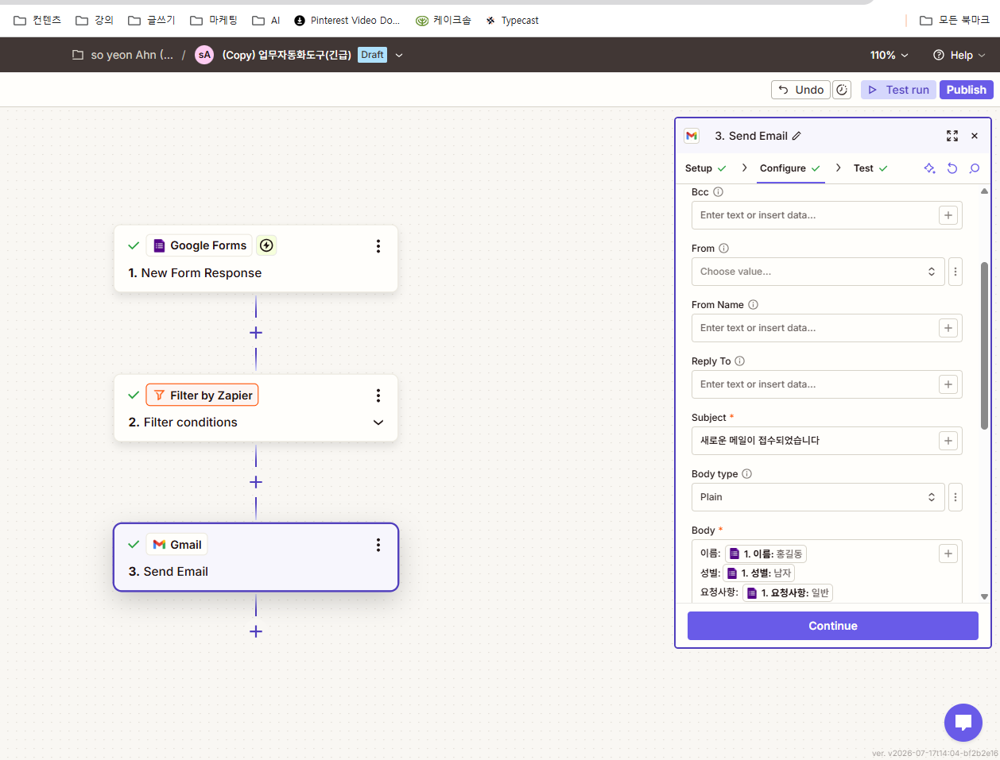 컨텐츠 강의 글쓰기 마케팅 AI Pinterest Video Do... 케이크솝 Typecast 모든 북마크
so yeon Ahn (... / sA (Copy) 업무자동화도구(긴급) Draft 110% Help
Undo Test run Publish
3. Send Email
Setup Configure Test
Bcc
Enter text or insert data...
From
Choose value...
From Name
Enter text or insert data...
Reply To
Enter text or insert data...
Subject *
새로운 메일이 접수되었습니다
Body type
Plain
Body *
이름: 1. 이름: 홍길동
성별: 1. 성별: 남자
요청사항: 1. 요청사항: 일반
Continue
Google Forms
1. New Form Response
Filter by Zapier
2. Filter conditions
Gmail
3. Send Email
ver. v2026-07-17t14:04-bf2b2e16